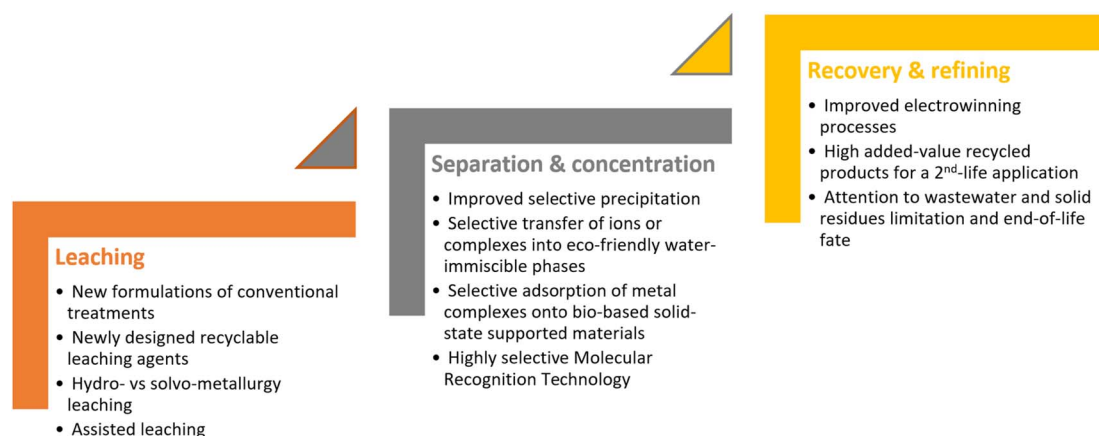 Leaching
• New formulations of conventional
treatments
• Newly designed recyclable
leaching agents
• Hydro- vs solvo-metallurgy
leaching
• Assisted leaching
Separation & concentration
• Improved selective precipitation
• Selective transfer of ions or
complexes into eco-friendly water-
immiscible phases
• Selective adsorption of metal
complexes onto bio-based solid-
state supported materials
• Highly selective Molecular
Recognition Technology
Recovery & refining
• Improved electrowinning
processes
• High added-value recycled
products for a 2nd-life application
• Attention to wastewater and solid
residues limitation and end-of-life
fate